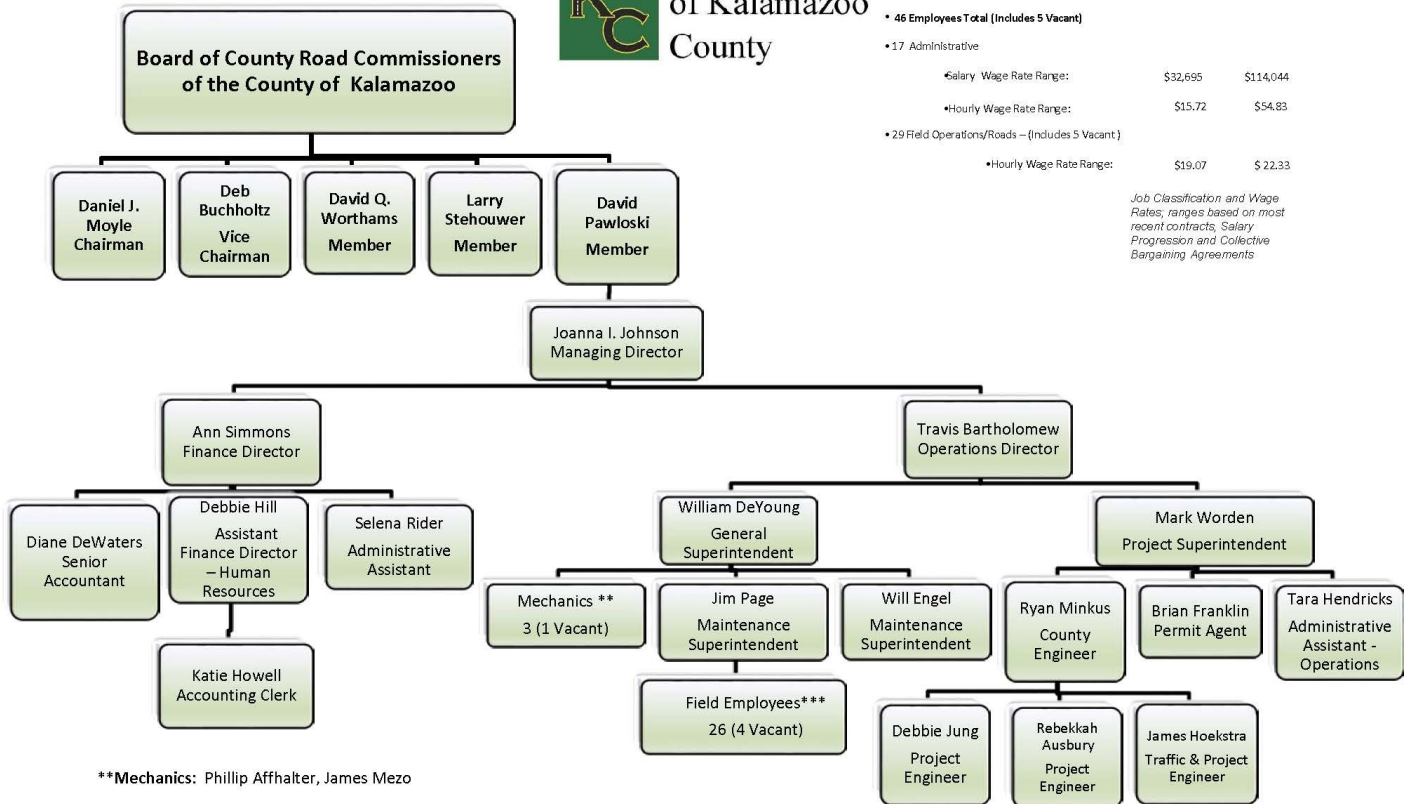 of Kalamazoo
County
• 46 Employees Total (Includes 5 Vacant)
• 17 Administrative
•Salary Wage Rate Range: $32,695 $114,044
•Hourly Wage Rate Range: $15.72 $54.83
• 29 Field Operations/Roads – (Includes 5 Vacant )
•Hourly Wage Rate Range: $19.07 $ 22.33
Job Classification and Wage
Rates; ranges based on most
recent contracts, Salary
Progression and Collective
Bargaining Agreements
Board of County Road Commissioners
of the County of Kalamazoo
Daniel J.
Moyle
Chairman
Deb
Buchholtz
Vice
Chairman
David Q.
Worthams
Member
Larry
Stehouwer
Member
David
Pawloski
Member
Joanna I. Johnson
Managing Director
Ann Simmons
Finance Director
Travis Bartholomew
Operations Director
Diane DeWaters
Senior
Accountant
Debbie Hill
Assistant
Finance Director
– Human
Resources
Selena Rider
Administrative
Assistant
Katie Howell
Accounting Clerk
William DeYoung
General
Superintendent
Mark Worden
Project Superintendent
Mechanics **
3 (1 Vacant)
Jim Page
Maintenance
Superintendent
Will Engel
Maintenance
Superintendent
Field Employees***
26 (4 Vacant)
Ryan Minkus
County
Engineer
Brian Franklin
Permit Agent
Tara Hendricks
Administrative
Assistant -
Operations
Debbie Jung
Project
Engineer
Rebekkah
Ausbury
Project
Engineer
James Hoekstra
Traffic & Project
Engineer
**Mechanics: Phillip Affhalter, James Mezo